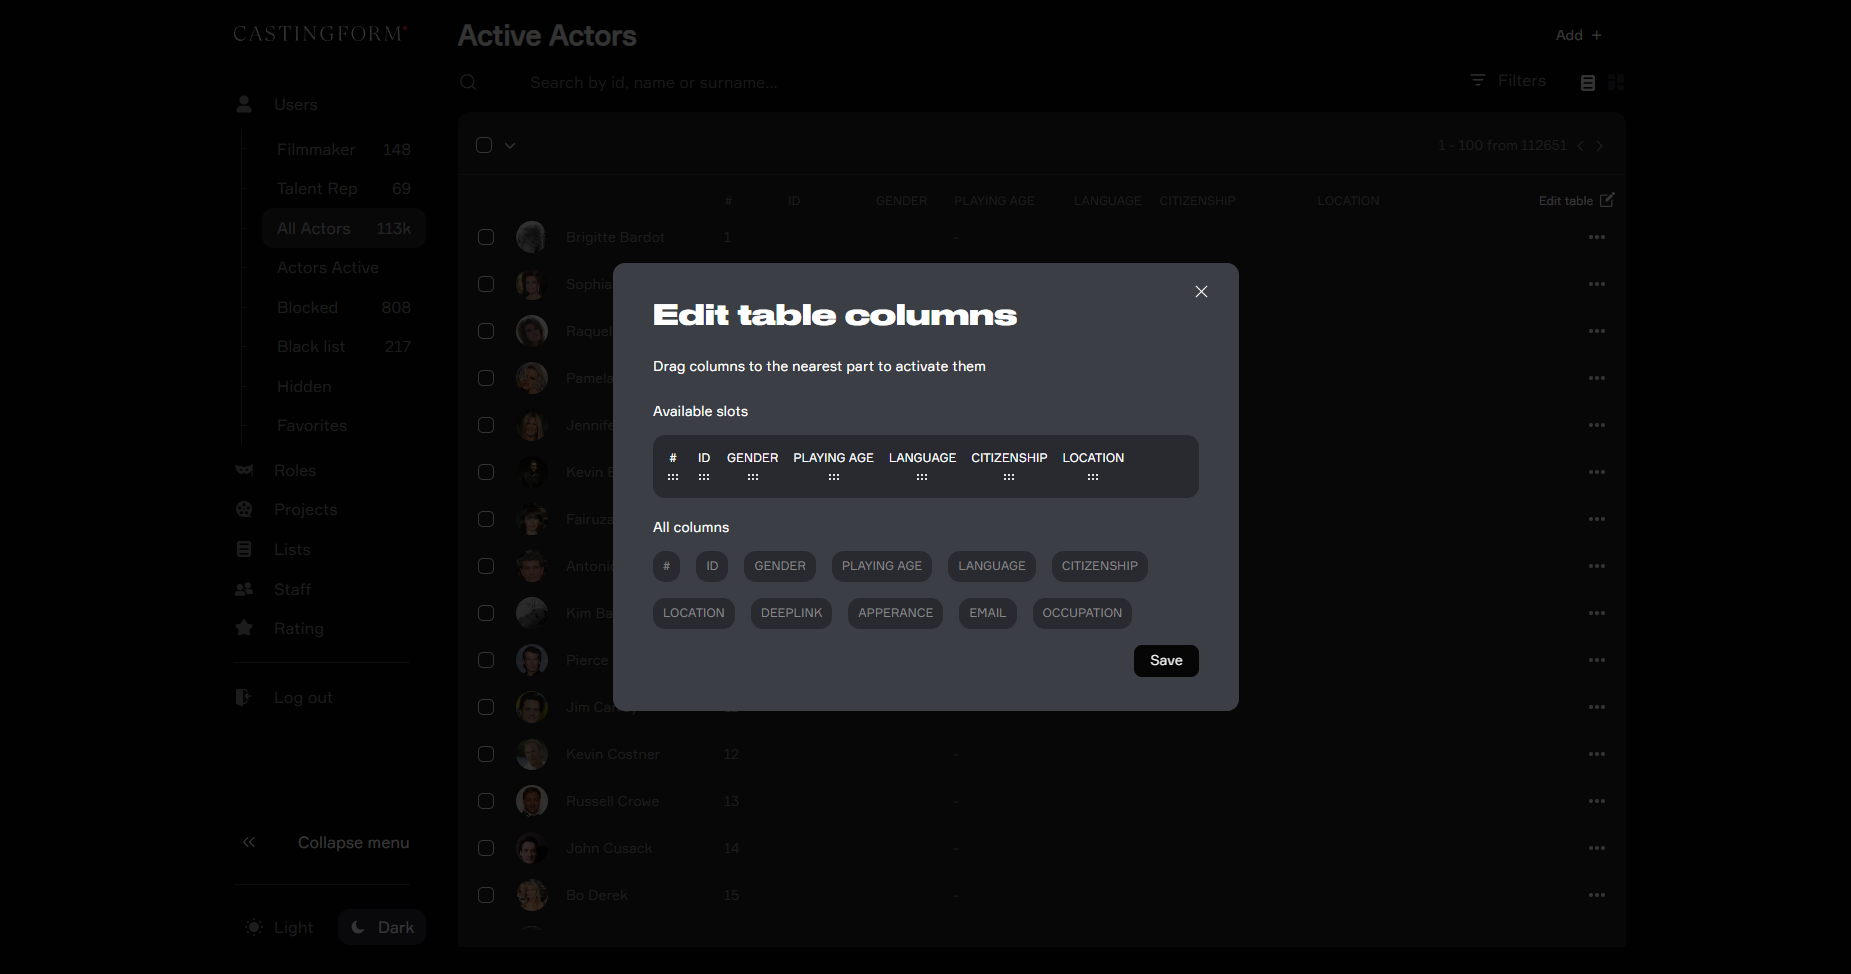 CASTINGFORM
Active Actors
Add +
Search by id, name or surname...
Filters
Users
Filmmaker 148
Talent Rep 69
All Actors 113k
Actors Active
Blocked 808
Black list 217
Hidden
Favorites
Roles
Projects
Lists
Staff
Rating
Log out
Collapse menu
Light
Dark
1 - 100 from 112651
# ID GENDER PLAYING AGE LANGUAGE CITIZENSHIP LOCATION Edit table
Brigitte Bardot 1 -
Sophia
Raquel
Pamela
Jennife
Kevin B
Fairuza
Antonio
Kim Ba
Pierce
Jim Car
Kevin Costner 12 -
Russell Crowe 13 -
John Cusack 14 -
Bo Derek 15 -
Edit table columns
Drag columns to the nearest part to activate them
Available slots
# ID GENDER PLAYING AGE LANGUAGE CITIZENSHIP LOCATION
All columns
# ID GENDER PLAYING AGE LANGUAGE CITIZENSHIP
LOCATION DEEPLINK APPERANCE EMAIL OCCUPATION
Save